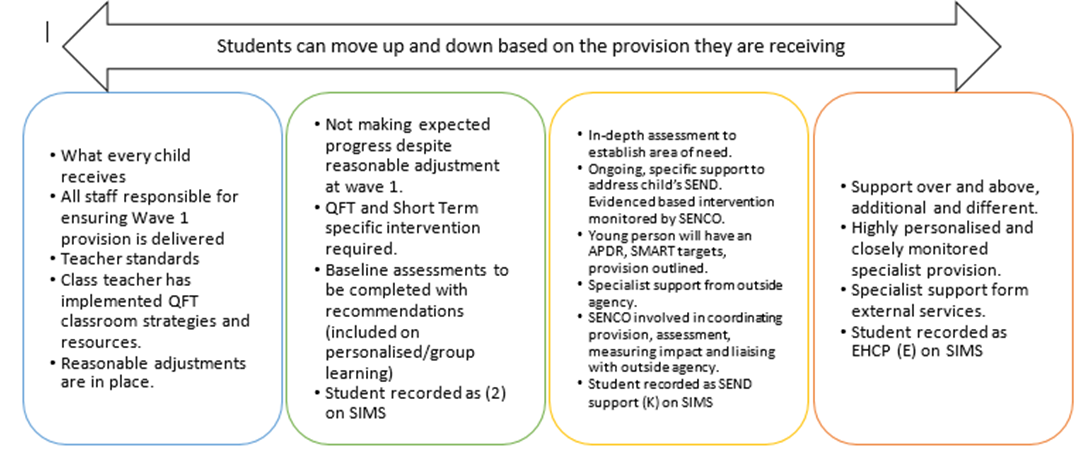 Students can move up and down based on the provision they are receiving
• What every child
receives
• All staff responsible for
ensuring Wave 1
provision is delivered
• Teacher standards
• Class teacher has
implemented QFT
classroom strategies and
resources.
• Reasonable adjustments
are in place.
• Not making expected
progress despite
reasonable adjustment
at wave 1.
• QFT and Short Term
specific intervention
required.
• Baseline assessments to
be completed with
recommendations
(included on
personalised/group
learning)
• Student recorded as (2)
on SIMS
• In-depth assessment to
establish area of need.
• Ongoing, specific support to
address child's SEND.
Evidenced based intervention
monitored by SENCO.
• Young person will have an
APDR, SMART targets,
provision outlined.
• Specialist support from outside
agency.
• SENCO involved in coordinating
provision, assessment,
measuring impact and liaising
with outside agency.
• Student recorded as SEND
support (K) on SIMS
• Support over and above,
additional and different.
• Highly personalised and
closely monitored
specialist provision.
• Specialist support form
external services.
• Student recorded as
EHCP (E) on SIMS